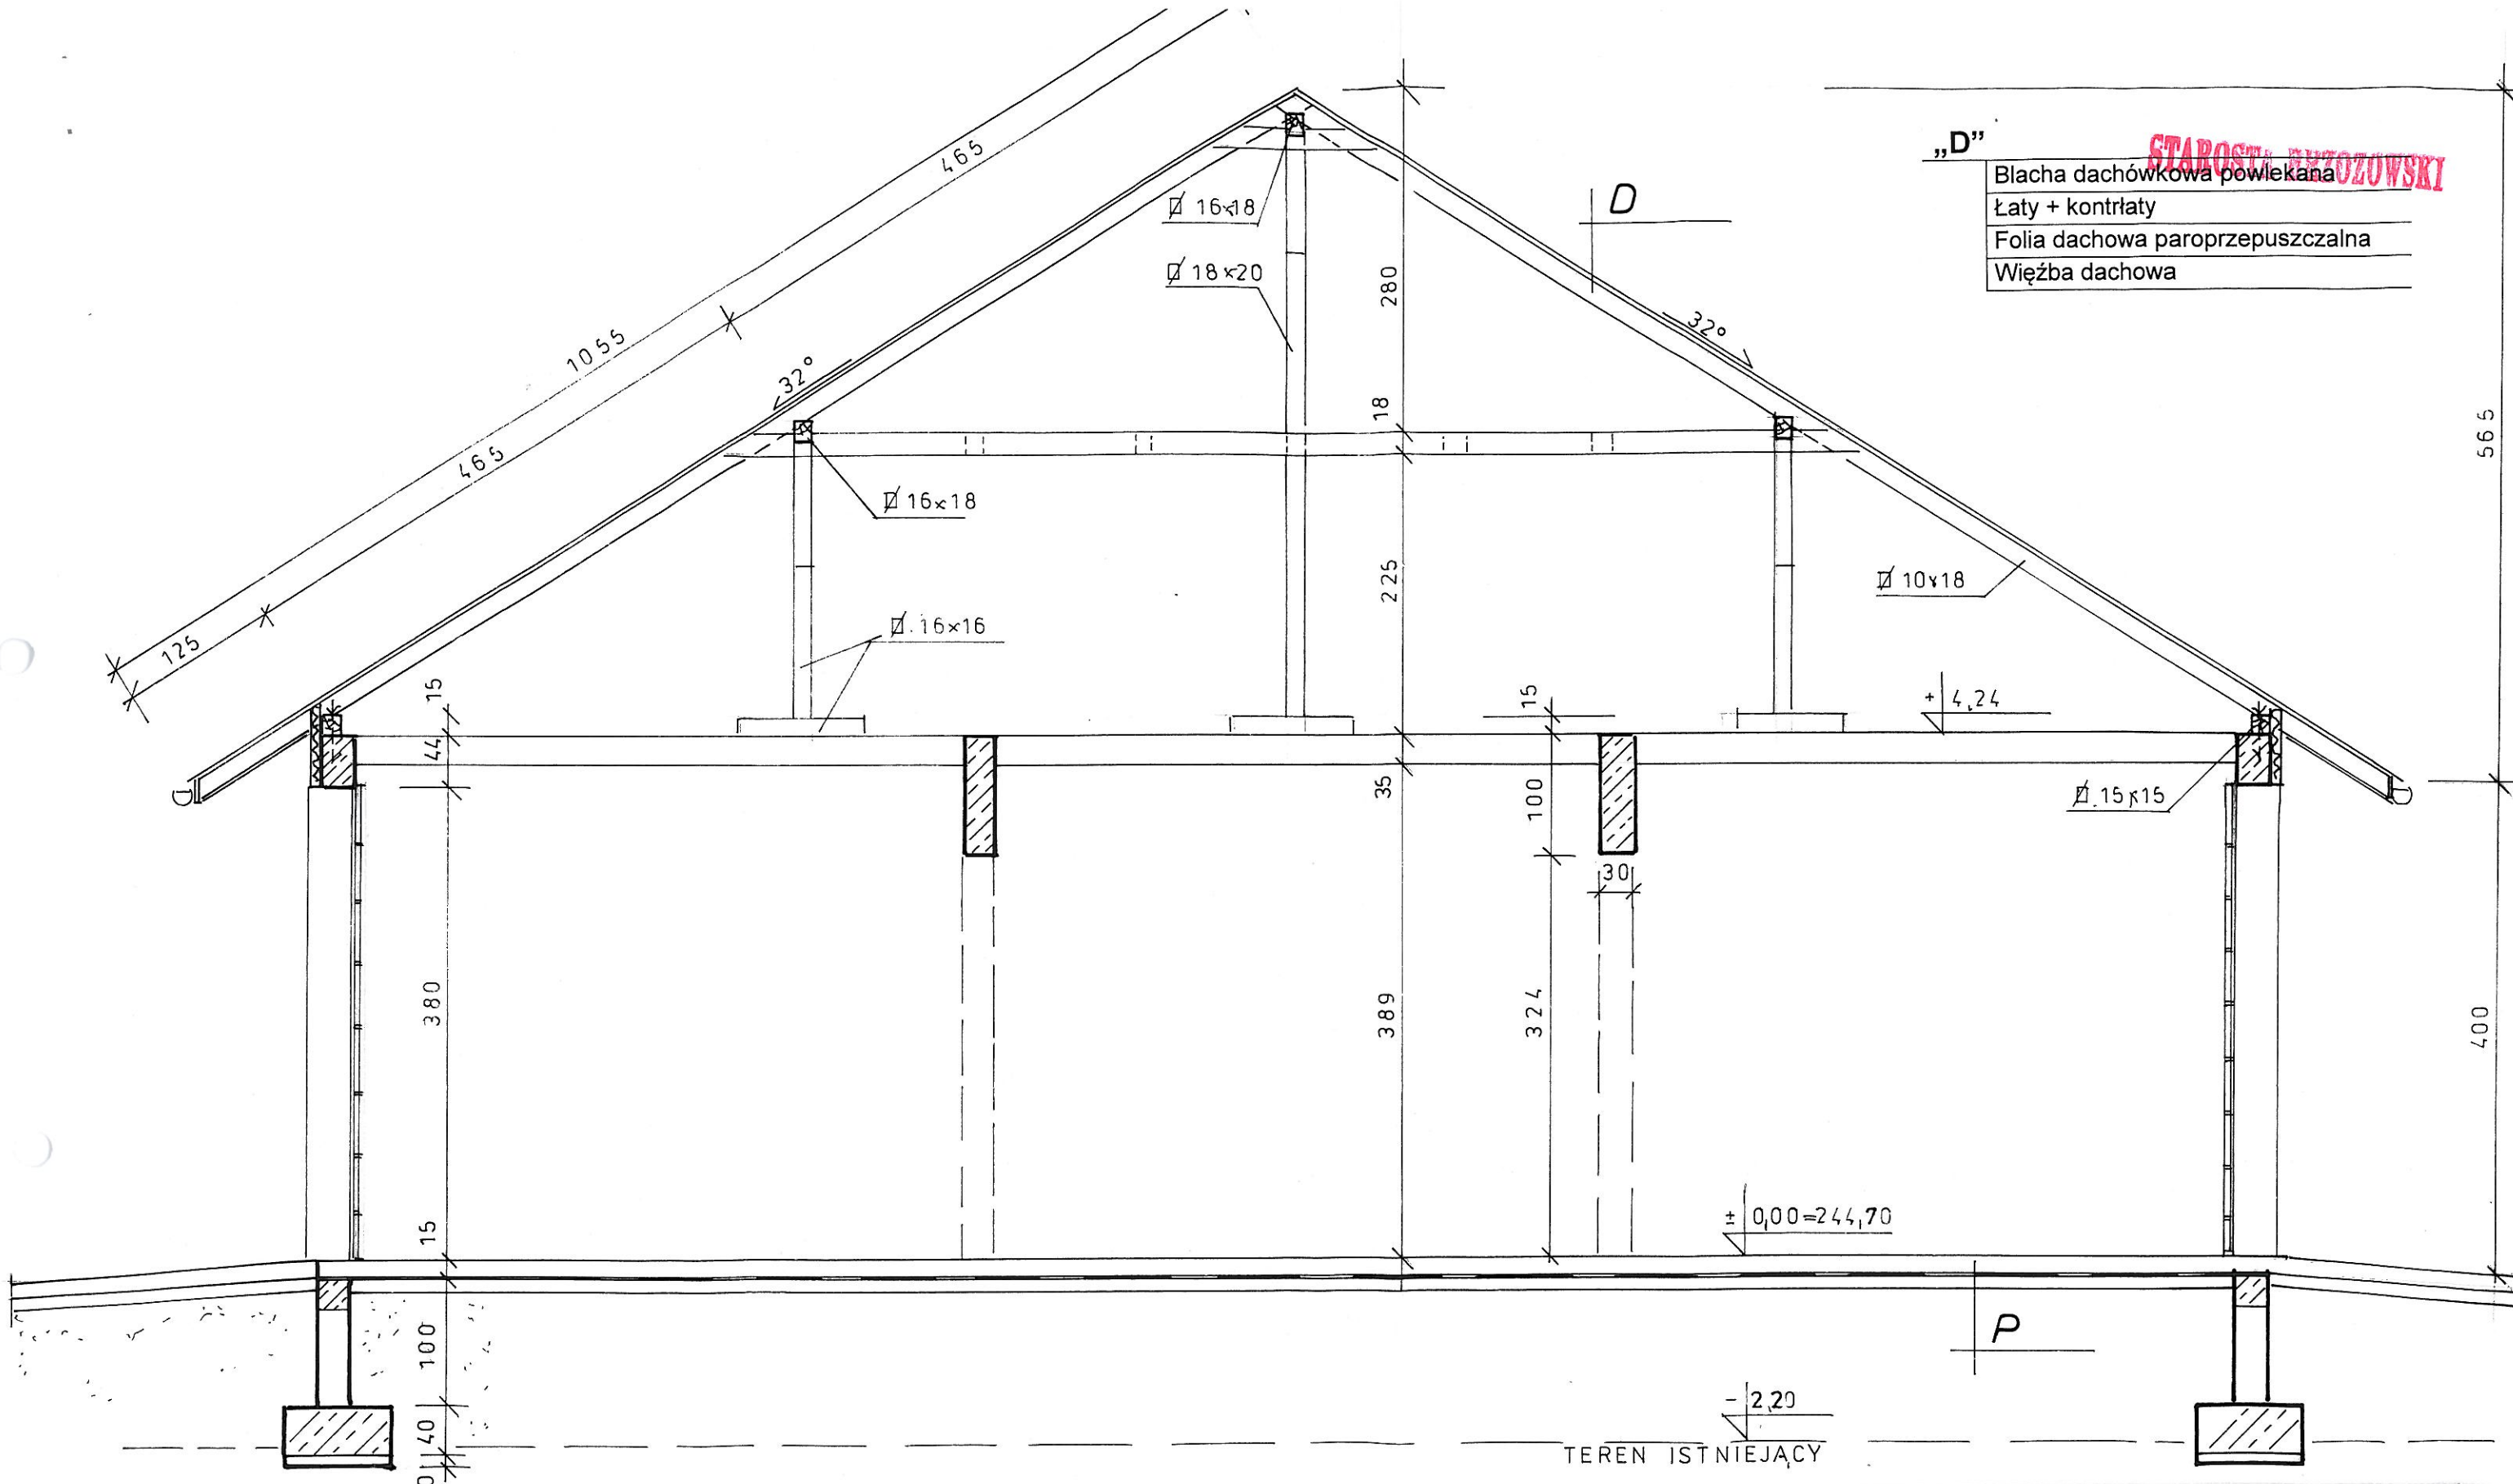 „D”
STAROSTA BRZOZOWSKI
Blacha dachówkowa powlekana
Łaty + kontrłaty
Folia dachowa paroprzepuszczalna
Więźba dachowa
465
1055
465
125
16x18
18x20
D
280
32°
32°
18
565
16x18
225
10x18
16x16
15
44
15
+ 4,24
35
100
15x15
30
380
389
324
400
± 0,00=244,70
15
P
100
- 2,20
40
TEREN ISTNIEJĄCY